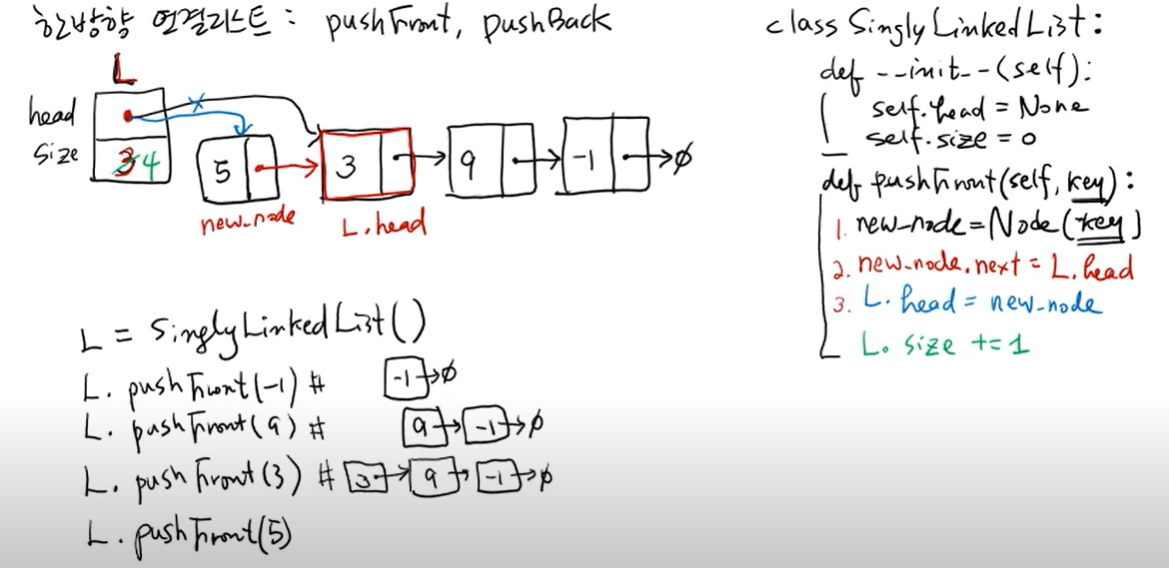 한방향 연결리스트 : pushFront, pushBack
L
head
size
3 4
5
3
9
-1
∅
new_node
L.head
L = SinglyLinkedList()
L. pushFront(-1) # -1 → ∅
L. pushFront(9) # 9 → -1 → ∅
L. pushFront(3) # 3 → 9 → -1 → ∅
L. pushFront(5)
class SinglyLinkedList:
def --init--(self):
self.head = None
self.size = 0
def pushFront(self, key):
1. new_node = Node(key)
2. new_node.next = L.head
3. L.head = new_node
L. size += 1